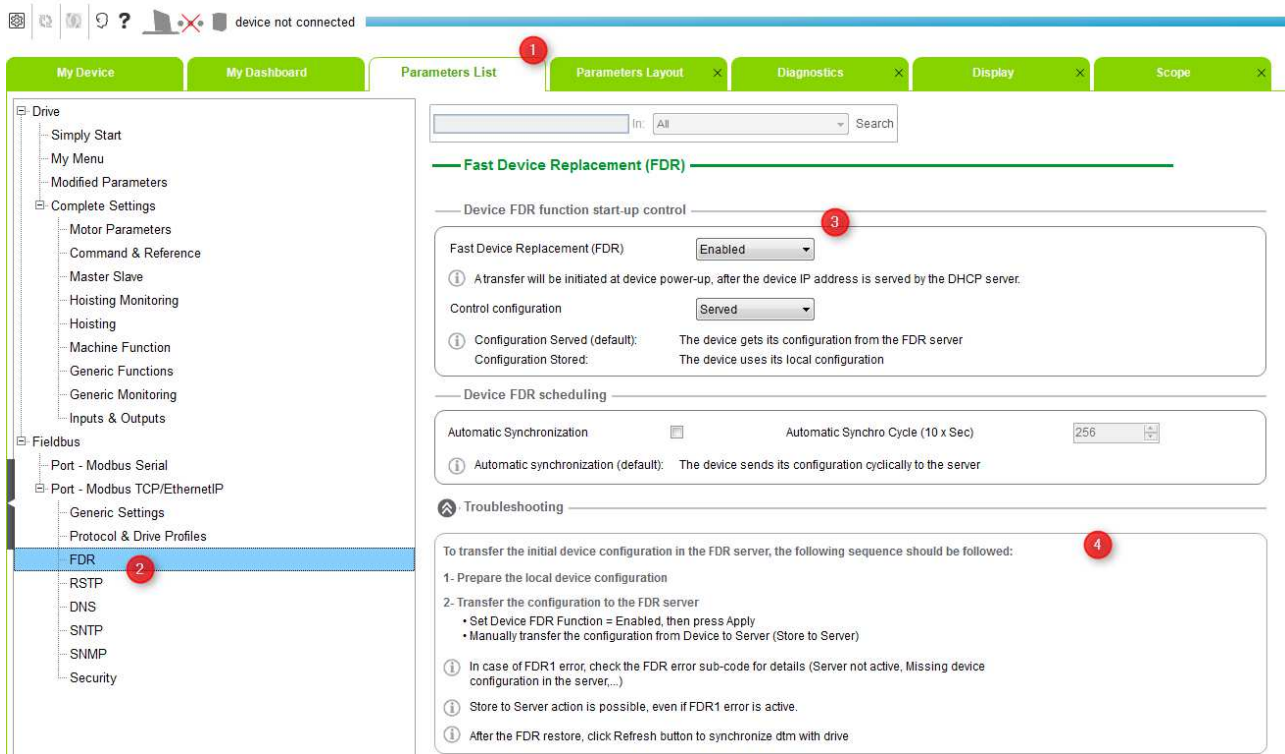 ? device not connected
1
My Device My Dashboard Parameters List Parameters Layout × Diagnostics × Display × Scope ×
Drive
Simply Start
My Menu
Modified Parameters
Complete Settings
Motor Parameters
Command & Reference
Master Slave
Hoisting Monitoring
Hoisting
Machine Function
Generic Functions
Generic Monitoring
Inputs & Outputs
Fieldbus
Port - Modbus Serial
Port - Modbus TCP/EthernetIP
Generic Settings
Protocol & Drive Profiles
FDR
2
RSTP
DNS
SNTP
SNMP
Security
In: All Search
Fast Device Replacement (FDR)
Device FDR function start-up control
3
Fast Device Replacement (FDR) Enabled
A transfer will be initiated at device power-up, after the device IP address is served by the DHCP server.
Control configuration Served
Configuration Served (default): The device gets its configuration from the FDR server
Configuration Stored: The device uses its local configuration
Device FDR scheduling
Automatic Synchronization Automatic Synchro Cycle (10 x Sec) 256
Automatic synchronization (default): The device sends its configuration cyclically to the server
Troubleshooting
4
To transfer the initial device configuration in the FDR server, the following sequence should be followed:
1- Prepare the local device configuration
2- Transfer the configuration to the FDR server
• Set Device FDR Function = Enabled, then press Apply
• Manually transfer the configuration from Device to Server (Store to Server)
In case of FDR1 error, check the FDR error sub-code for details (Server not active, Missing device
configuration in the server,...)
Store to Server action is possible, even if FDR1 error is active.
After the FDR restore, click Refresh button to synchronize dtm with drive